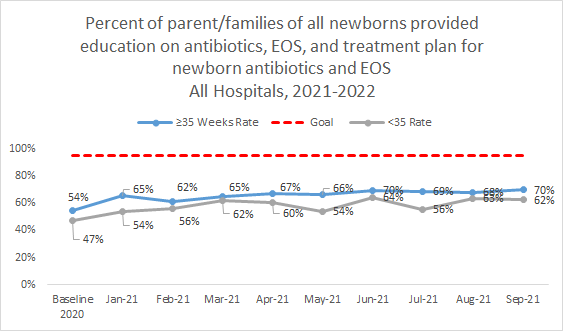 Percent of parent/families of all newborns provided
education on antibiotics, EOS, and treatment plan for
newborn antibiotics and EOS
All Hospitals, 2021-2022
≥35 Weeks Rate Goal <35 Rate
100%
80%
60%
40%
20%
0%
54% 65% 62% 65% 67% 66% 70% 69% 68% 70%
47% 54% 56% 62% 60% 54% 64% 56% 63% 62%
Baseline 2020 Jan-21 Feb-21 Mar-21 Apr-21 May-21 Jun-21 Jul-21 Aug-21 Sep-21